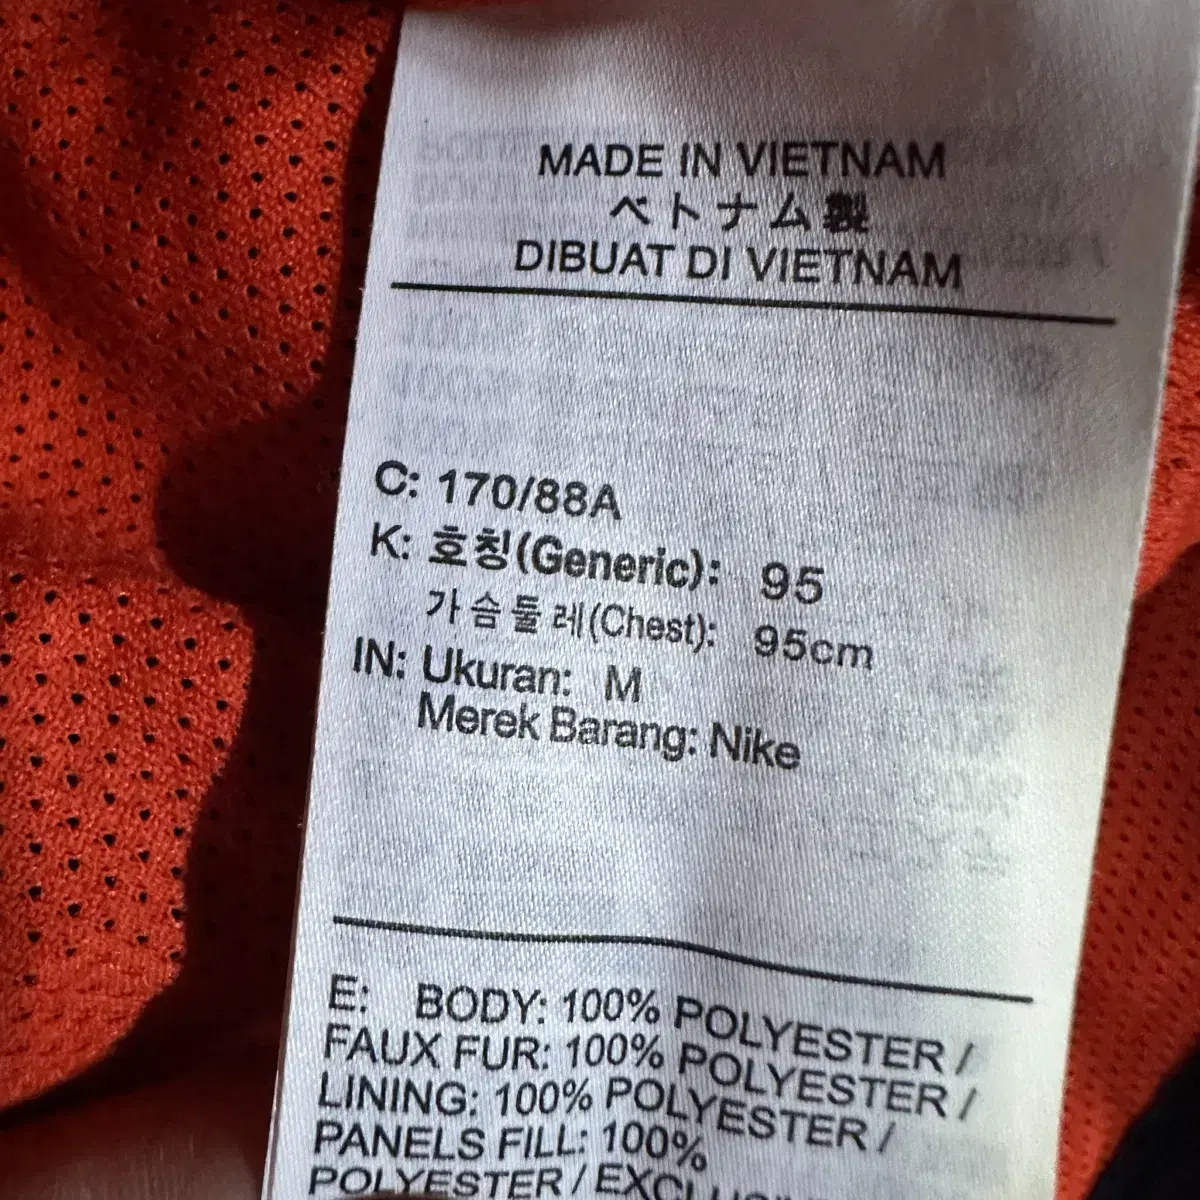 MADE IN VIETNAM
ベトナム製
DIBUAT DI VIETNAM
C: 170/88A
K: 호칭(Generic): 95
가슴둘레(Chest): 95cm
IN: Ukuran: M
Merek Barang: Nike
E: BODY: 100% POLYESTER /
FAUX FUR: 100% POLYESTER /
LINING: 100% POLYESTER /
PANELS FILL: 100%
POLYESTER /